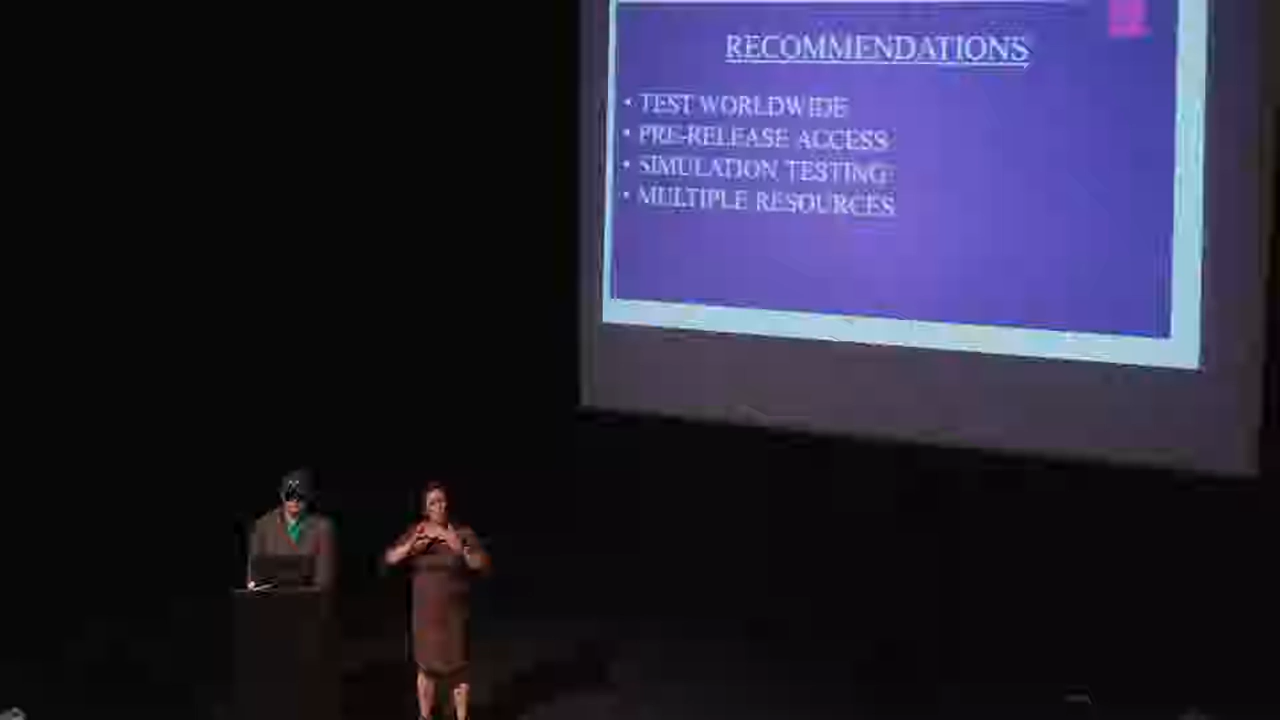 RECOMMENDATIONS
• TEST WORLDWIDE
• PRE-RELEASE ACCESS
• SIMULATION TESTING
• MULTIPLE RESOURCES